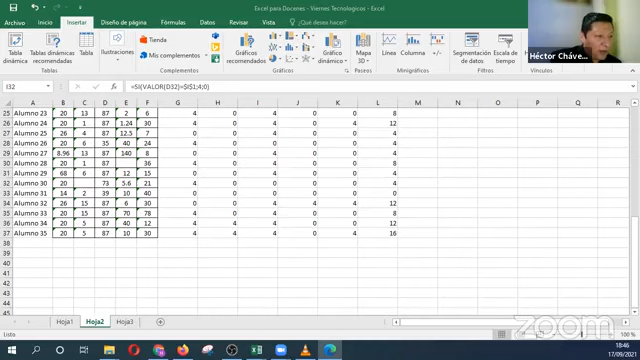 Excel para Docenes - Viernes Tecnológicos - Excel
Archivo Inicio Insertar Diseño de página Fórmulas Datos Revisar Vista ¿Qué desea hacer?
Tabla dinámica
Tablas dinámicas recomendadas
Tabla
Tablas
Ilustraciones
Tienda
Mis complementos
Complementos
Gráficos recomendados
Gráficos
Mapa 3D
Paseos
Línea
Columna
Segmentación de datos
Escala de tiempo
Filtros
Héctor Cháve...
I32 =SI(VALOR(D32)=$I$1;4;0)
A B C D E F G H I J K L M N O P Q R
25 Alumno 23 20 13 87 2 6 4 0 4 0 0 8
26 Alumno 24 20 1 87 1.24 30 4 0 4 0 4 12
27 Alumno 25 26 4 87 12.5 7 0 0 4 0 0 4
28 Alumno 26 20 6 35 40 24 4 0 0 0 0 4
29 Alumno 27 8.96 13 87 140 8 0 0 4 0 0 4
30 Alumno 28 20 1 87 36 4 0 4 0 0 8
31 Alumno 29 68 6 87 12 15 0 0 4 0 0 4
32 Alumno 30 20 73 5.6 21 4 0 0 0 0 4
33 Alumno 31 14 2 39 10 40 0 0 0 0 0 0
34 Alumno 32 26 15 87 6 30 0 0 4 4 4 12
35 Alumno 33 20 15 87 70 78 4 0 4 0 0 8
36 Alumno 34 20 5 87 40 12 4 4 4 0 0 12
37 Alumno 35 20 5 87 10 30 4 4 4 0 4 16
38
39
40
41
42
43
44
45
Hoja1 Hoja2 Hoja3
zoom
Listo 100 %
18:46
17/09/2021